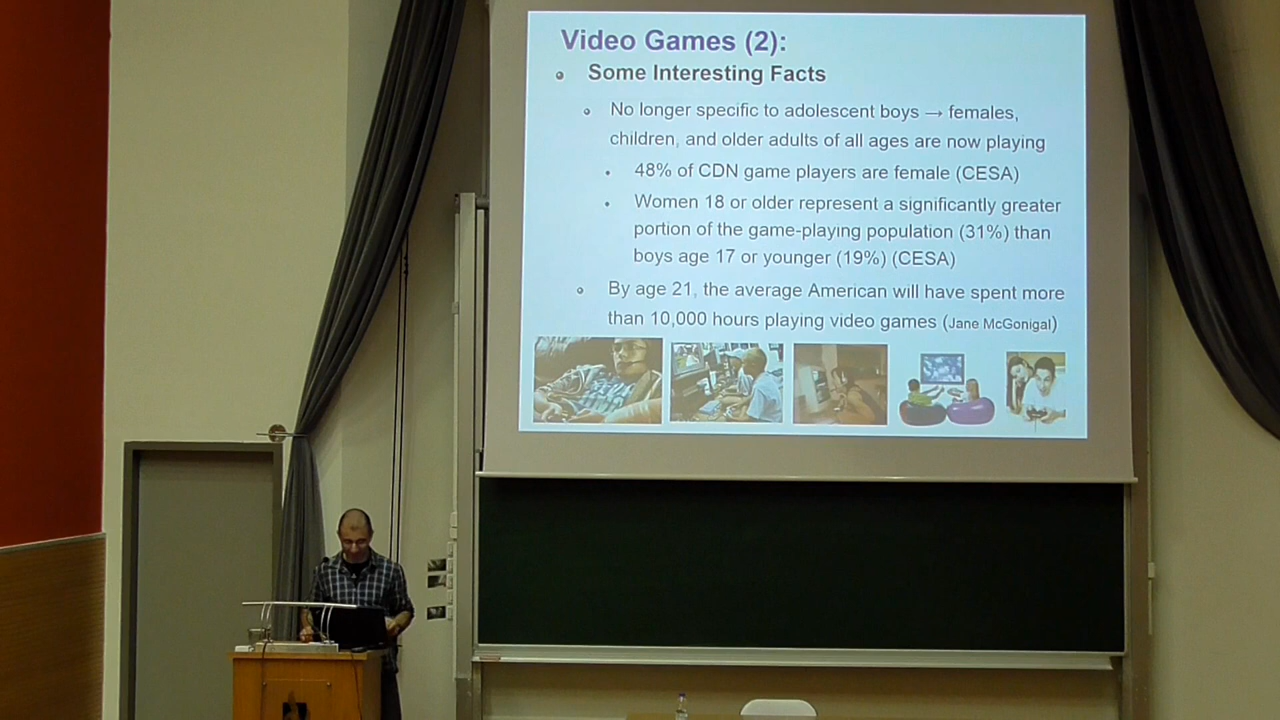 Video Games (2):
Some Interesting Facts
No longer specific to adolescent boys → females,
children, and older adults of all ages are now playing
48% of CDN game players are female (CESA)
Women 18 or older represent a significantly greater
portion of the game-playing population (31%) than
boys age 17 or younger (19%) (CESA)
By age 21, the average American will have spent more
than 10,000 hours playing video games (Jane McGonigal)